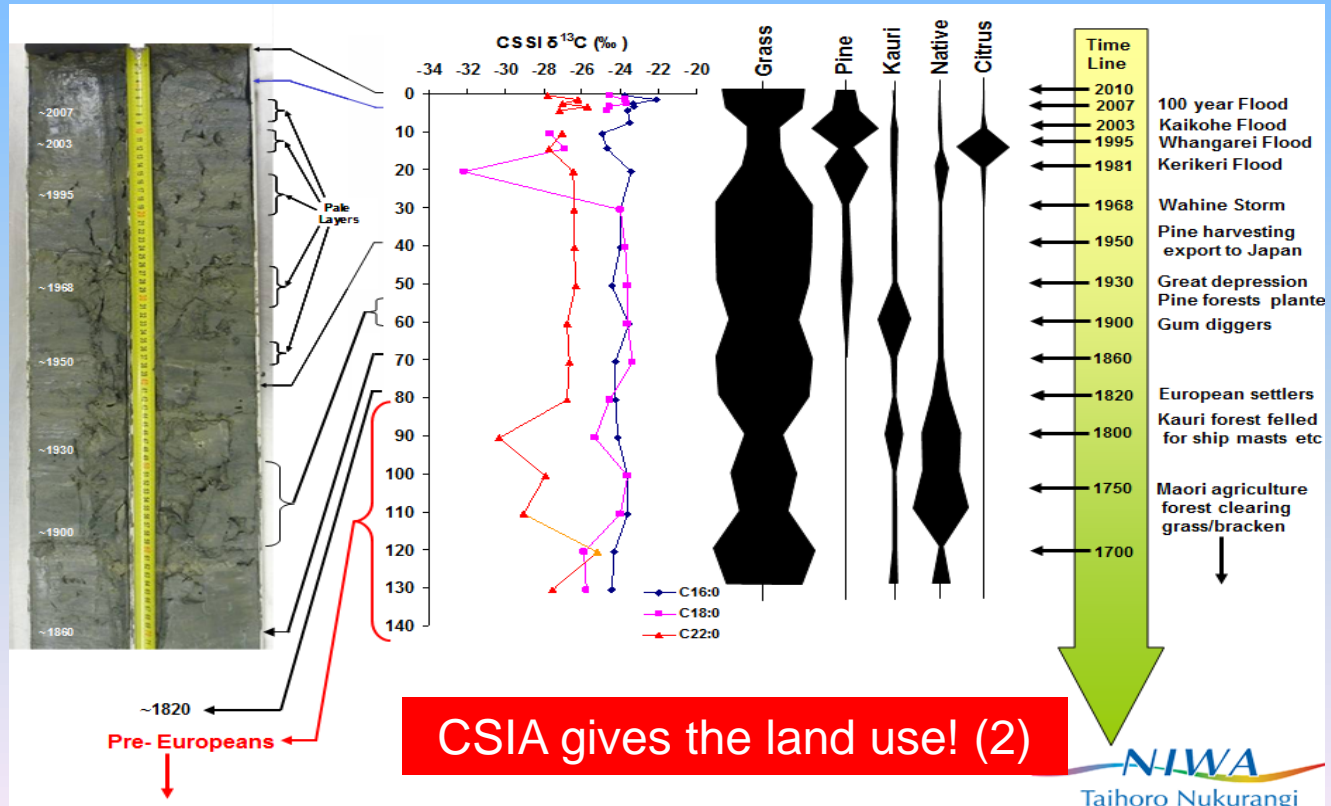 CSSI δ¹³C (‰)
-34 -32 -30 -28 -26 -24 -22 -20
0
10
20
30
40
50
60
70
80
90
100
110
120
130
140
C16:0
C18:0
C22:0
~2007
~2003
~1995
~1968
~1950
~1930
~1900
~1860
Pale
Layers
~1820
Pre- Europeans
Grass
Pine
Kauri
Native
Citrus
Time
Line
2010
2007 100 year Flood
2003 Kaikohe Flood
1995 Whangarei Flood
1981 Kerikeri Flood
1968 Wahine Storm
1950 Pine harvesting
export to Japan
1930 Great depression
Pine forests plante
1900 Gum diggers
1860
1820 European settlers
1800 Kauri forest felled
for ship masts etc
1750 Maori agriculture
forest clearing
grass/bracken
1700
CSIA gives the land use! (2)
NIWA
Taihoro Nukurangi